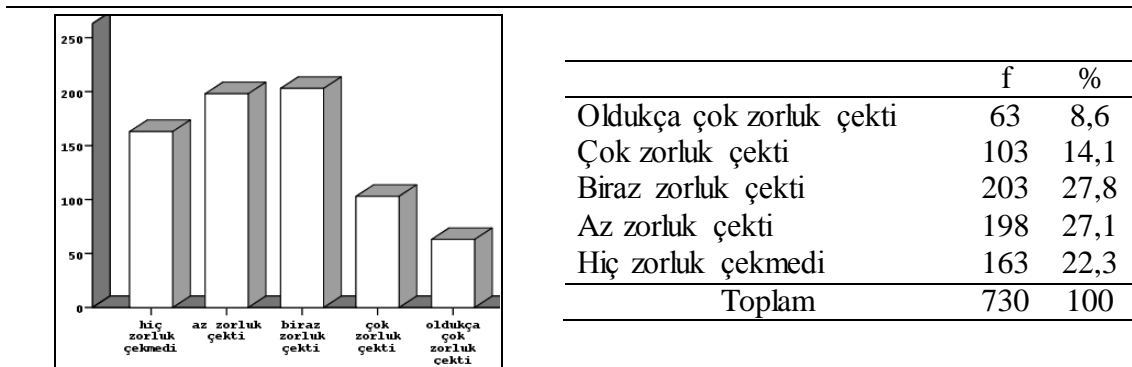 250
200
150
100
50
0
hiç zorluk çekmedi
az zorluk çekti
biraz zorluk çekti
çok zorluk çekti
oldukça çok zorluk çekti
f %
Oldukça çok zorluk çekti 63 8,6
Çok zorluk çekti 103 14,1
Biraz zorluk çekti 203 27,8
Az zorluk çekti 198 27,1
Hiç zorluk çekmedi 163 22,3
Toplam 730 100